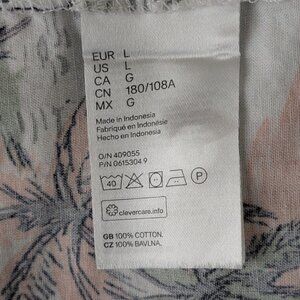 EUR L
US L
CA G
CN 180/108A
MX G
Made in Indonesia
Fabriqué en Indonésie
Hecho en Indonesia
O/N 409055
P/N 0615304 9
40 P
clevercare.info
GB 100% COTTON.
CZ 100% BAVLNA.